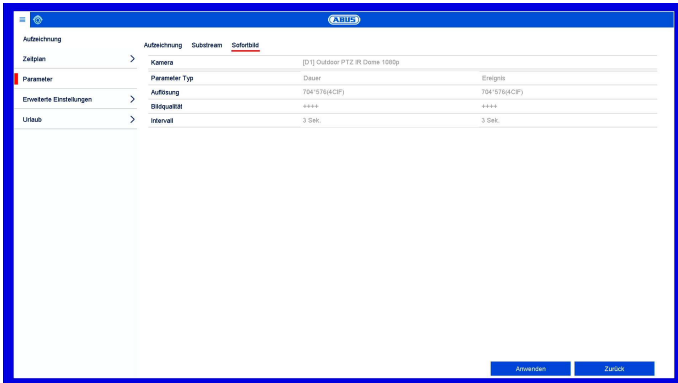 ABUS
Aufzeichnung
Zeitplan
Parameter
Erweiterte Einstellungen
Urlaub
Aufzeichnung Substream Sofortbild
Kamera [D1] Outdoor PTZ IR Dome 1080p
Parameter Typ Dauer Ereignis
Auflösung 704*576(4CIF) 704*576(4CIF)
Bildqualität ++++ ++++
Intervall 3 Sek. 3 Sek.
Anwenden Zurück